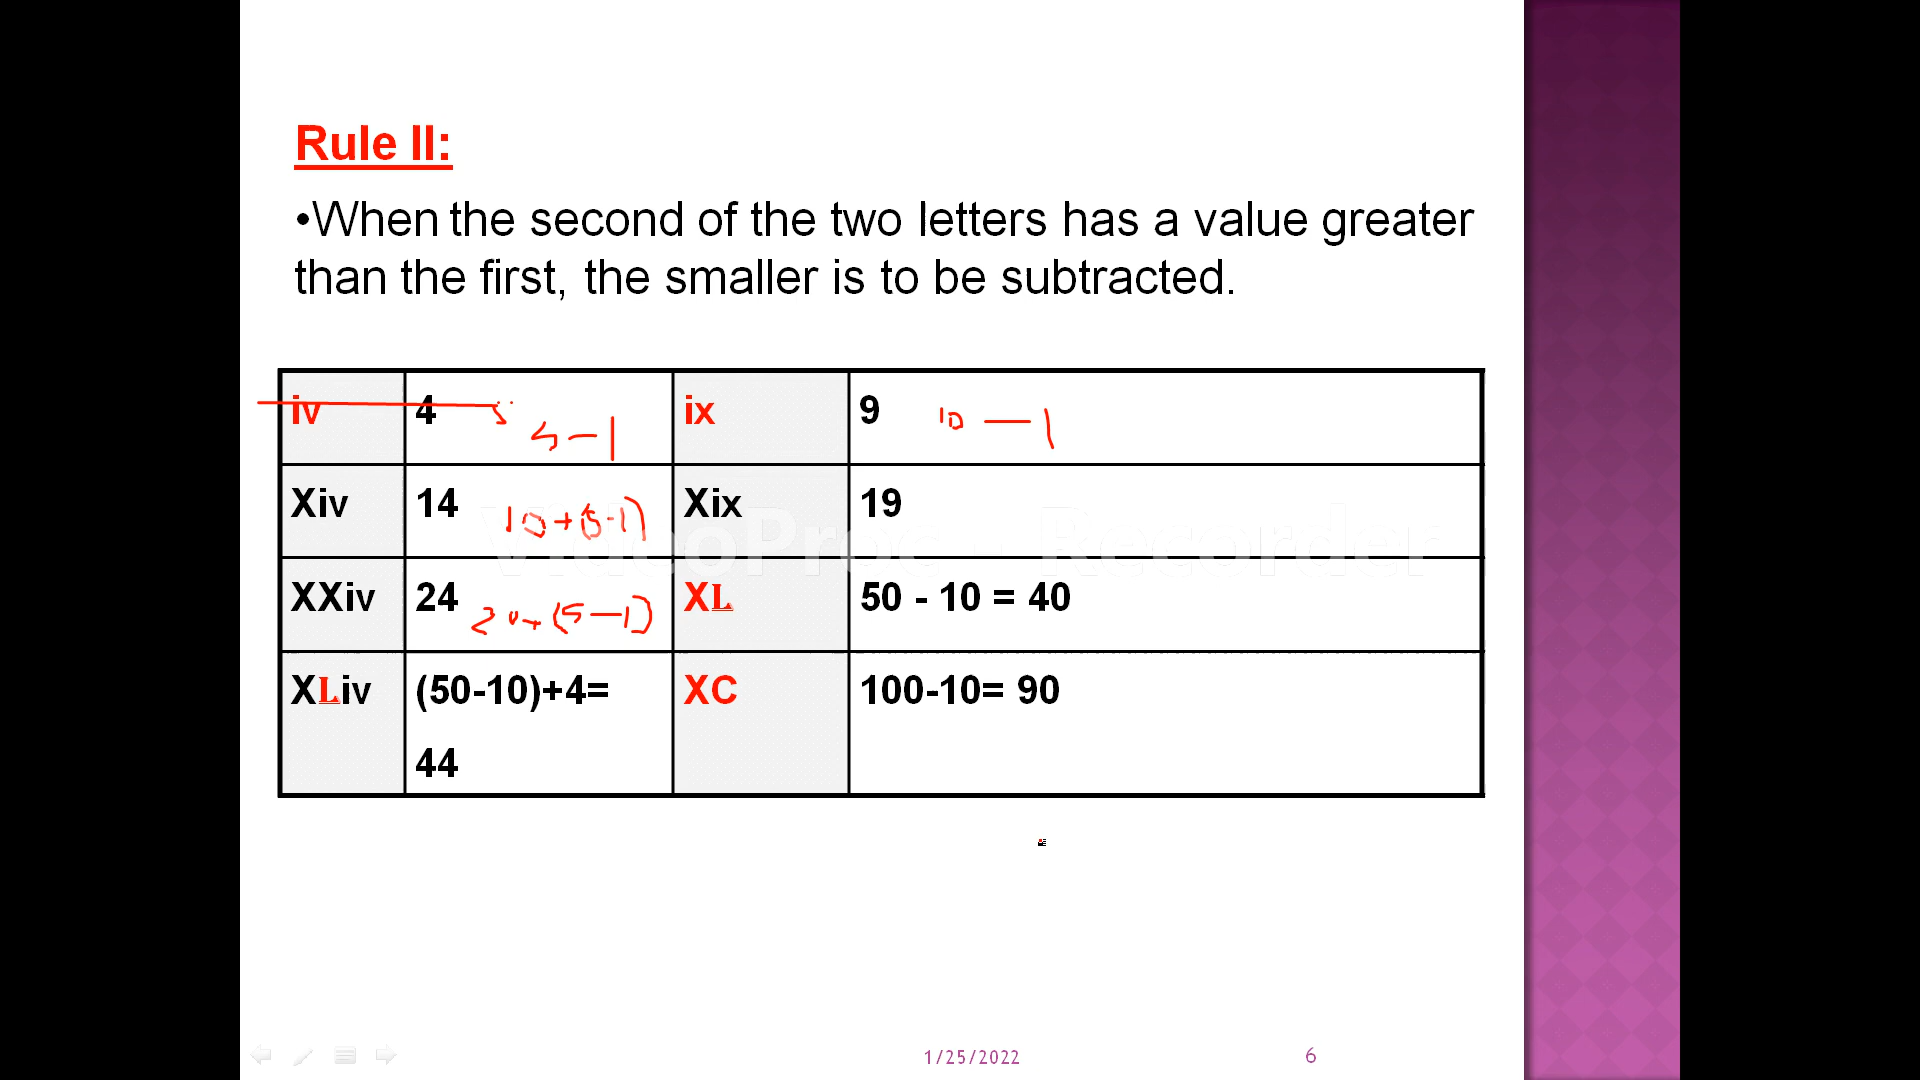 Rule II:
•When the second of the two letters has a value greater
than the first, the smaller is to be subtracted.
iv 4 5 5-1 ix 9 10 - 1
Xiv 14 10+(5-1) Xix 19
VideoProc - Recorder
XXiv 24 20+(5-1) XL 50 - 10 = 40
XLiv (50-10)+4= XC 100-10= 90
44
1/25/2022 6